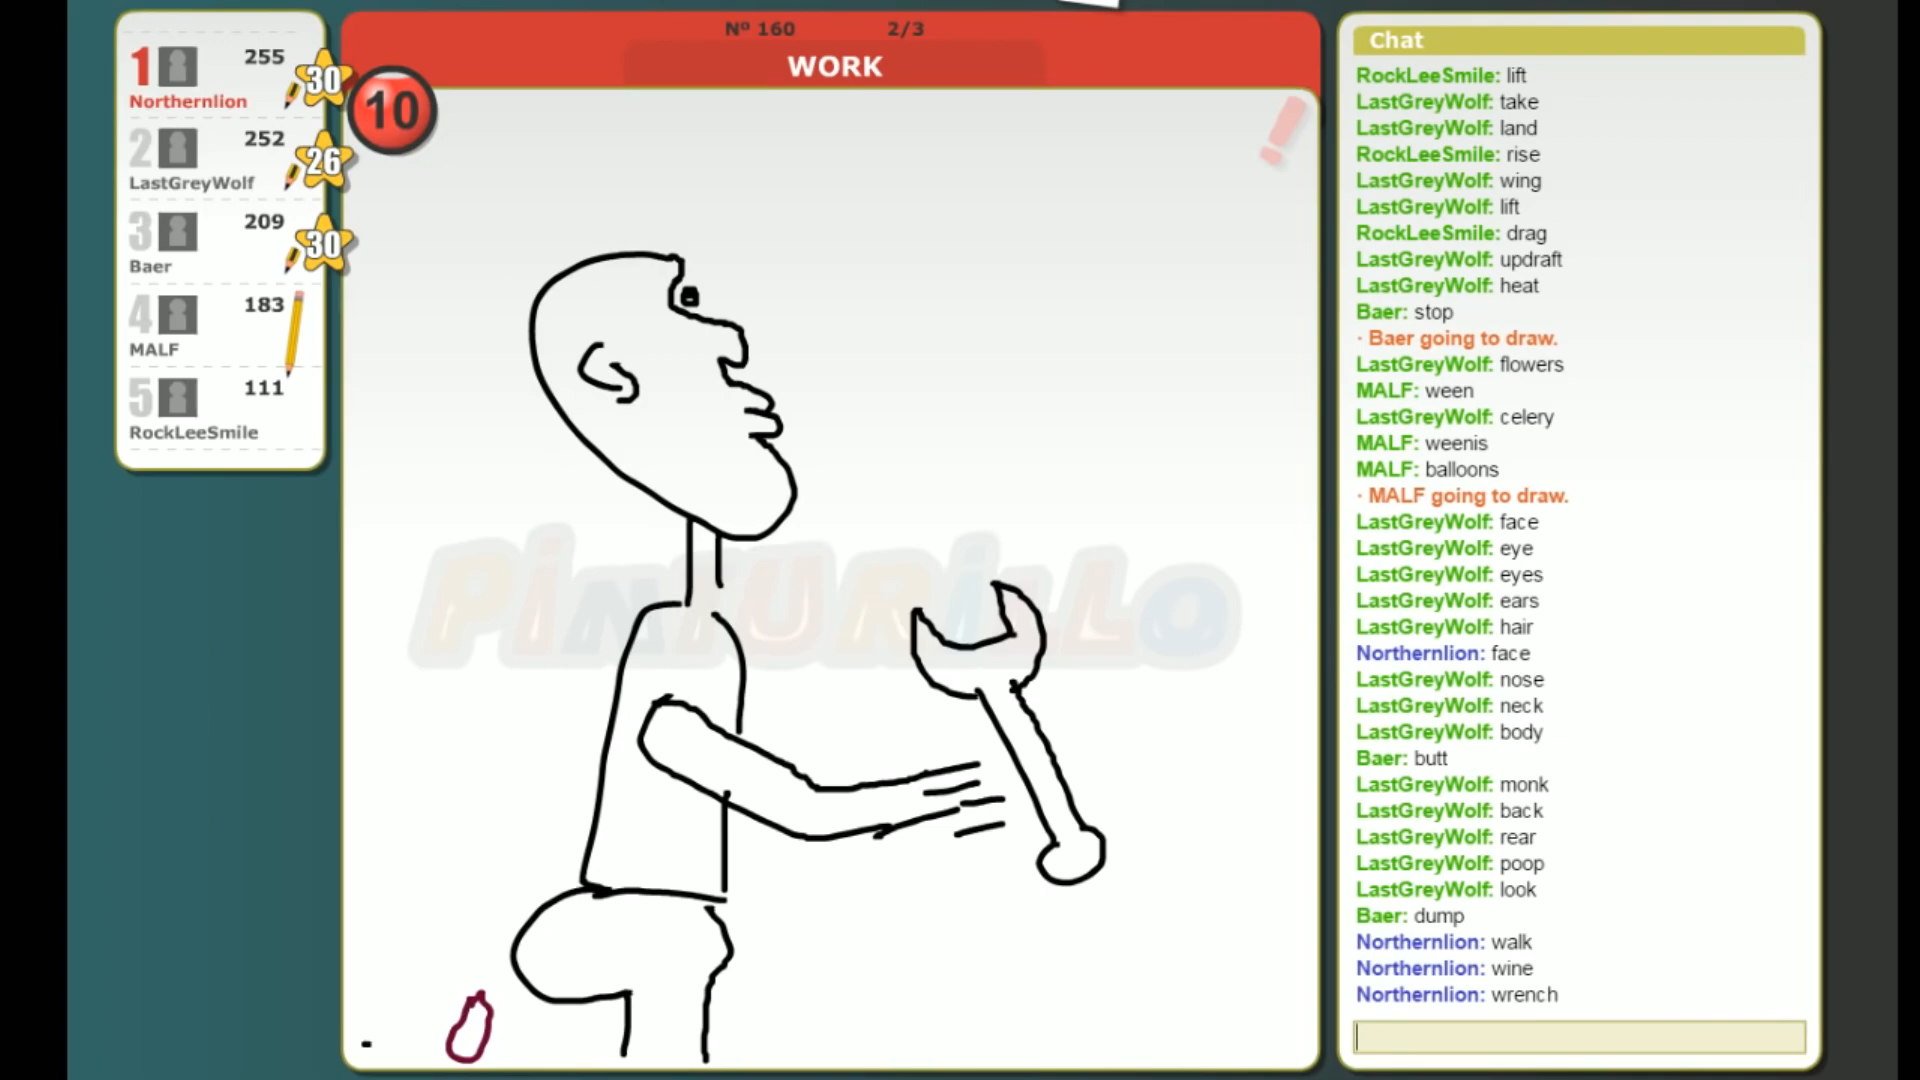 1
255
30
Northernlion
2
252
26
LastGreyWolf
3
209
30
Baer
4
183
MALF
5
111
RockLeeSmile
Nº 160 2/3
WORK
10
!
PiNTURiLLO
Chat
RockLeeSmile: lift
LastGreyWolf: take
LastGreyWolf: land
RockLeeSmile: rise
LastGreyWolf: wing
LastGreyWolf: lift
RockLeeSmile: drag
LastGreyWolf: updraft
LastGreyWolf: heat
Baer: stop
· Baer going to draw.
LastGreyWolf: flowers
MALF: ween
LastGreyWolf: celery
MALF: weenis
MALF: balloons
· MALF going to draw.
LastGreyWolf: face
LastGreyWolf: eye
LastGreyWolf: eyes
LastGreyWolf: ears
LastGreyWolf: hair
Northernlion: face
LastGreyWolf: nose
LastGreyWolf: neck
LastGreyWolf: body
Baer: butt
LastGreyWolf: monk
LastGreyWolf: back
LastGreyWolf: rear
LastGreyWolf: poop
LastGreyWolf: look
Baer: dump
Northernlion: walk
Northernlion: wine
Northernlion: wrench